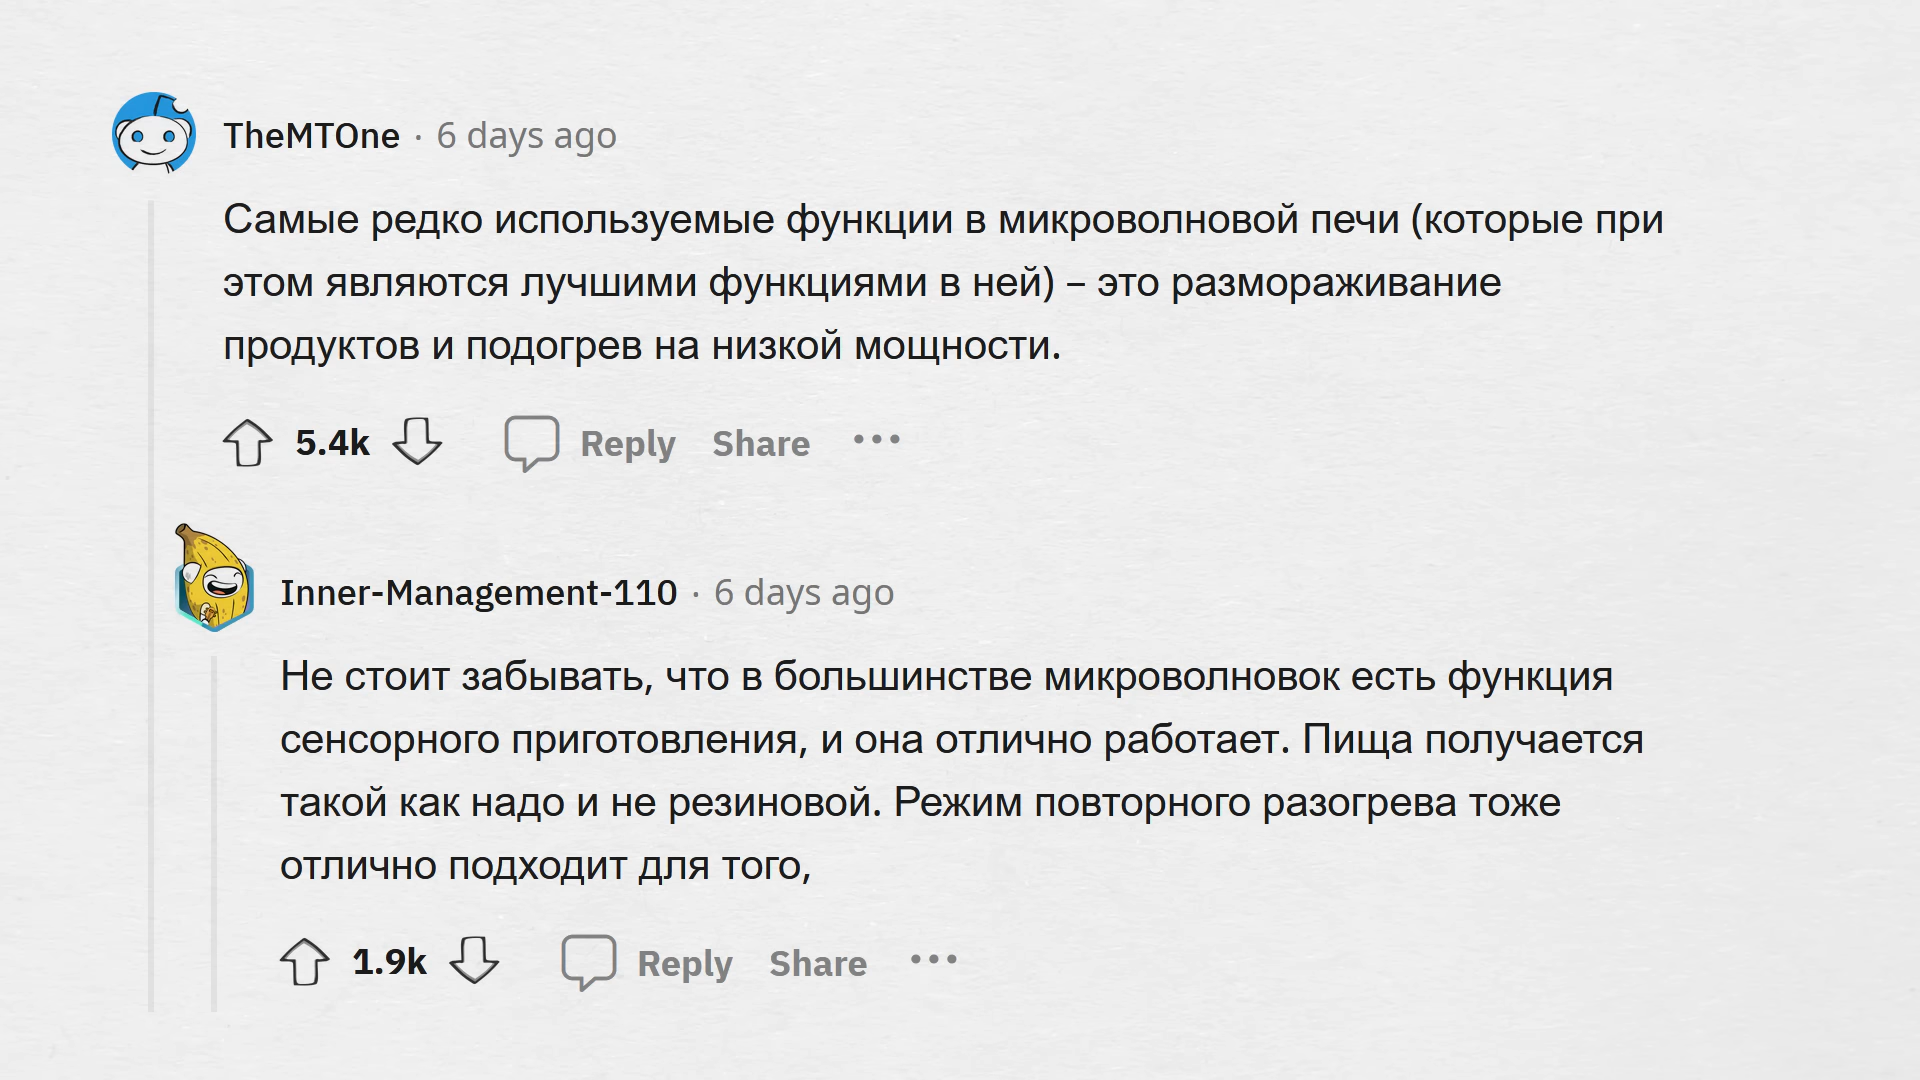 TheMTOne · 6 days ago
Самые редко используемые функции в микроволновой печи (которые при
этом являются лучшими функциями в ней) – это размораживание
продуктов и подогрев на низкой мощности.
5.4k Reply Share •••
Inner-Management-110 · 6 days ago
Не стоит забывать, что в большинстве микроволновок есть функция
сенсорного приготовления, и она отлично работает. Пища получается
такой как надо и не резиновой. Режим повторного разогрева тоже
отлично подходит для того,
1.9k Reply Share •••